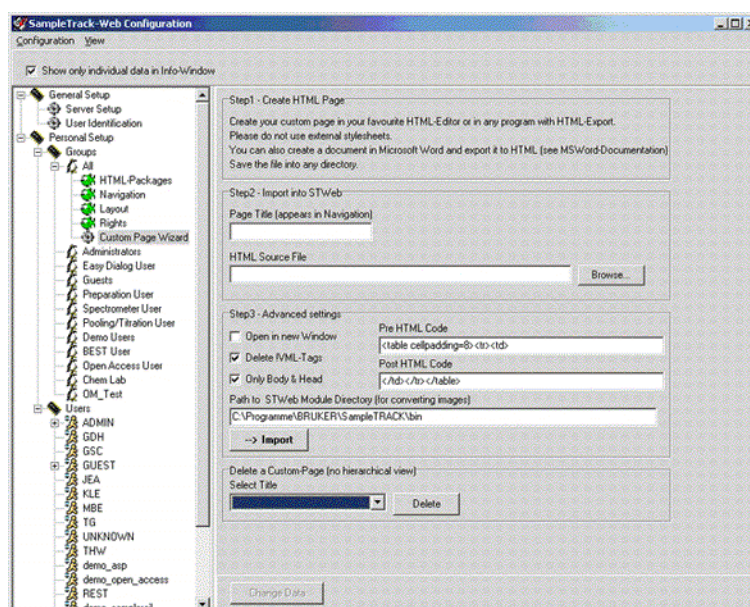 SampleTrack-Web Configuration
Configuration View
Show only individual data in Info-Window
General Setup
Server Setup
User Identification
Personal Setup
Groups
All
HTML-Packages
Navigation
Layout
Rights
Custom Page Wizard
Administrators
Easy Dialog User
Guests
Preparation User
Spectrometer User
Pooling/Titration User
Demo Users
BEST User
Open Access User
Chem Lab
OM_Test
Users
ADMIN
GDH
GSC
GUEST
JEA
KLE
MBE
TG
UNKNOWN
THW
demo_asp
demo_open_access
REST
Step1 - Create HTML Page
Create your custom page in your favourite HTML-Editor or in any program with HTML-Export.
Please do not use external stylesheets.
You can also create a document in Microsoft Word and export it to HTML (see MSWord-Documentation)
Save the file into any directory.
Step2 - Import into STWeb
Page Title (appears in Navigation)
HTML Source File
Browse...
Step3 - Advanced settings
Open in new Window
Pre HTML Code
<table cellpadding=8><tr><td>
Delete IVML-Tags
Post HTML Code
Only Body & Head
</td></tr></table>
Path to STWeb Module Directory (for converting images)
C:\Programme\BRUKER\SampleTRACK\bin
--> Import
Delete a Custom-Page (no hierarchical view)
Select Title
Delete
Change Data